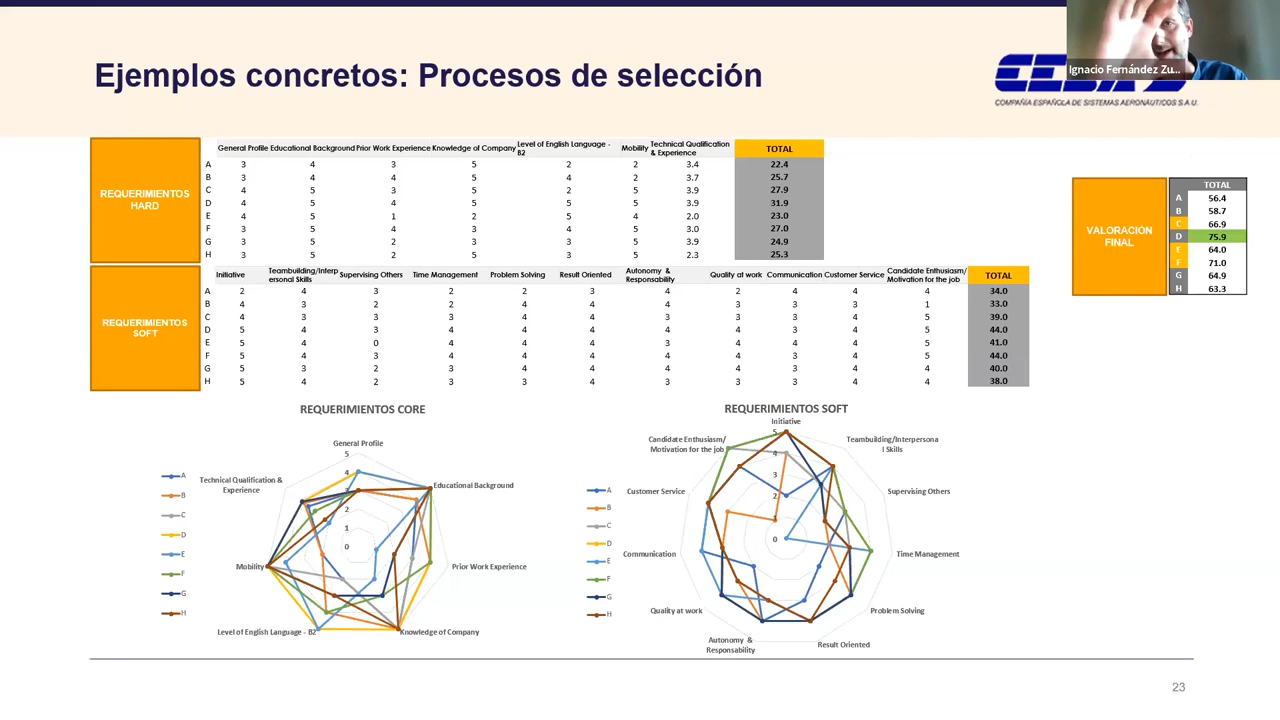 Ejemplos concretos: Procesos de selección
Ignacio Fernández Zu...
COMPAÑIA ESPAÑOLA DE SISTEMAS AERONÁUTICOS S.A.U.
REQUERIMIENTOS
HARD
General Profile Educational Background Prior Work Experience Knowledge of Company Level of English Language - B2 Mobility Technical Qualification & Experience TOTAL
A 3 4 3 5 2 2 3.4 22.4
B 3 4 4 5 4 2 3.7 25.7
C 4 5 3 5 2 5 3.9 27.9
D 4 5 4 5 5 5 3.9 31.9
E 4 5 1 2 5 4 2.0 23.0
F 3 5 4 3 4 5 3.0 27.0
G 3 5 2 3 3 5 3.9 24.9
H 3 5 2 5 3 5 2.3 25.3
REQUERIMIENTOS
SOFT
Initiative Teambuilding/Interpersonal Skills Supervising Others Time Management Problem Solving Result Oriented Autonomy & Responsability Quality at work Communication Customer Service Candidate Enthusiasm/ Motivation for the job TOTAL
A 2 4 3 2 2 3 4 2 4 4 4 34.0
B 4 3 2 2 4 4 4 3 3 3 1 33.0
C 4 3 3 3 4 4 3 3 3 4 5 39.0
D 5 4 3 4 4 4 4 4 3 4 5 44.0
E 5 4 0 4 4 4 3 4 4 4 5 41.0
F 5 4 3 4 4 4 4 4 3 4 5 44.0
G 5 3 2 3 4 4 4 4 3 4 4 40.0
H 5 4 2 3 3 4 3 3 3 4 4 38.0
VALORACIÓN
FINAL
TOTAL
A 56.4
B 58.7
C 66.9
D 75.9
E 64.0
F 71.0
G 64.9
H 63.3
REQUERIMIENTOS CORE
General Profile
Educational Background
Prior Work Experience
Knowledge of Company
Level of English Language - B2
Mobility
Technical Qualification &
Experience
5
4
3
2
1
0
A
B
C
D
E
F
G
H
REQUERIMIENTOS SOFT
Initiative
Teambuilding/Interpersona
l Skills
Supervising Others
Time Management
Problem Solving
Result Oriented
Autonomy &
Responsability
Quality at work
Communication
Customer Service
Candidate Enthusiasm/
Motivation for the job
5
4
3
2
1
0
A
B
C
D
E
F
G
H
23